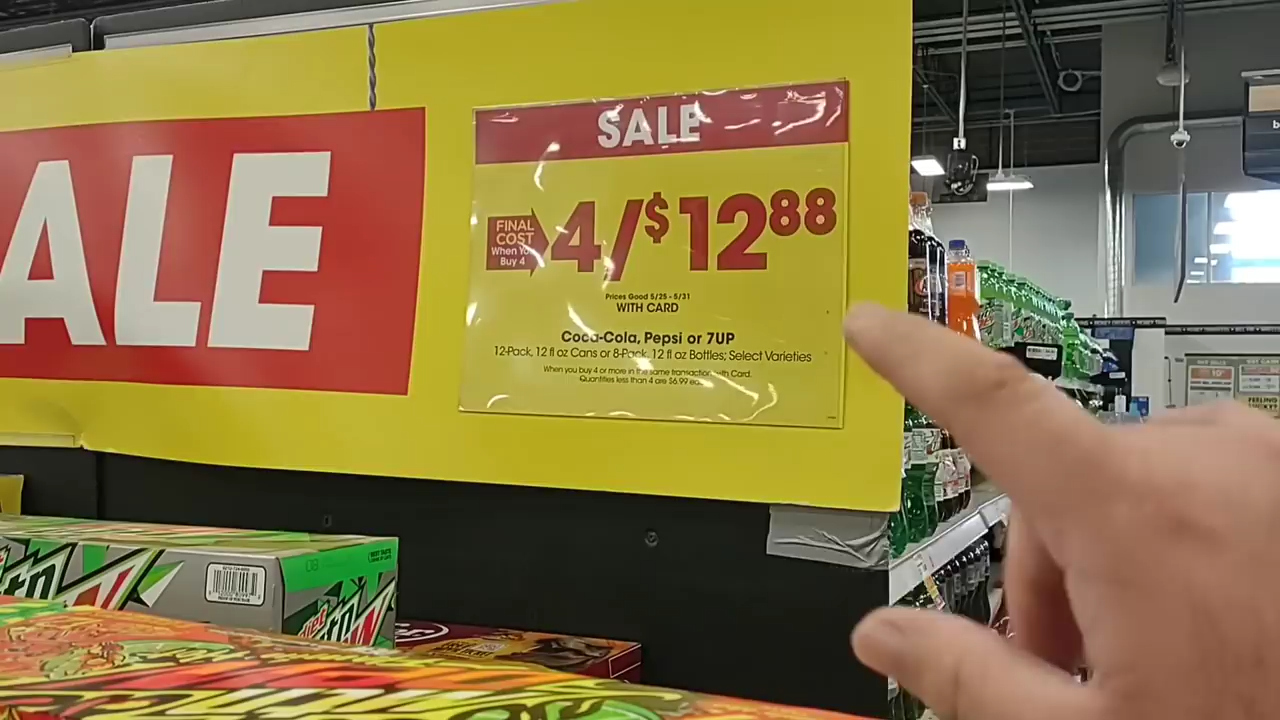 ALE
SALE
FINAL
COST
When You
Buy 4
4/$12 88
Prices Good 5/25 - 5/31
WITH CARD
Coca-Cola, Pepsi or 7UP
12-Pack, 12 fl oz Cans or 8-Pack, 12 fl oz Bottles; Select Varieties
When you buy 4 or more in the same transaction with Card.
Quantities less than 4 are $6.99 ea